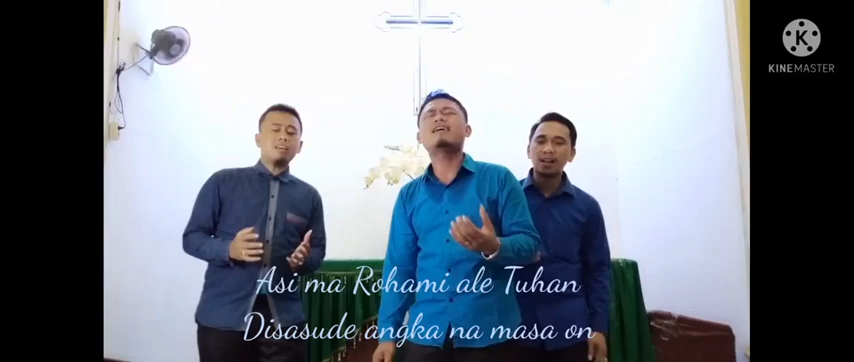 KINEMASTER
Asi ma Rohami ale Tuhan
Disasude angka na masa on